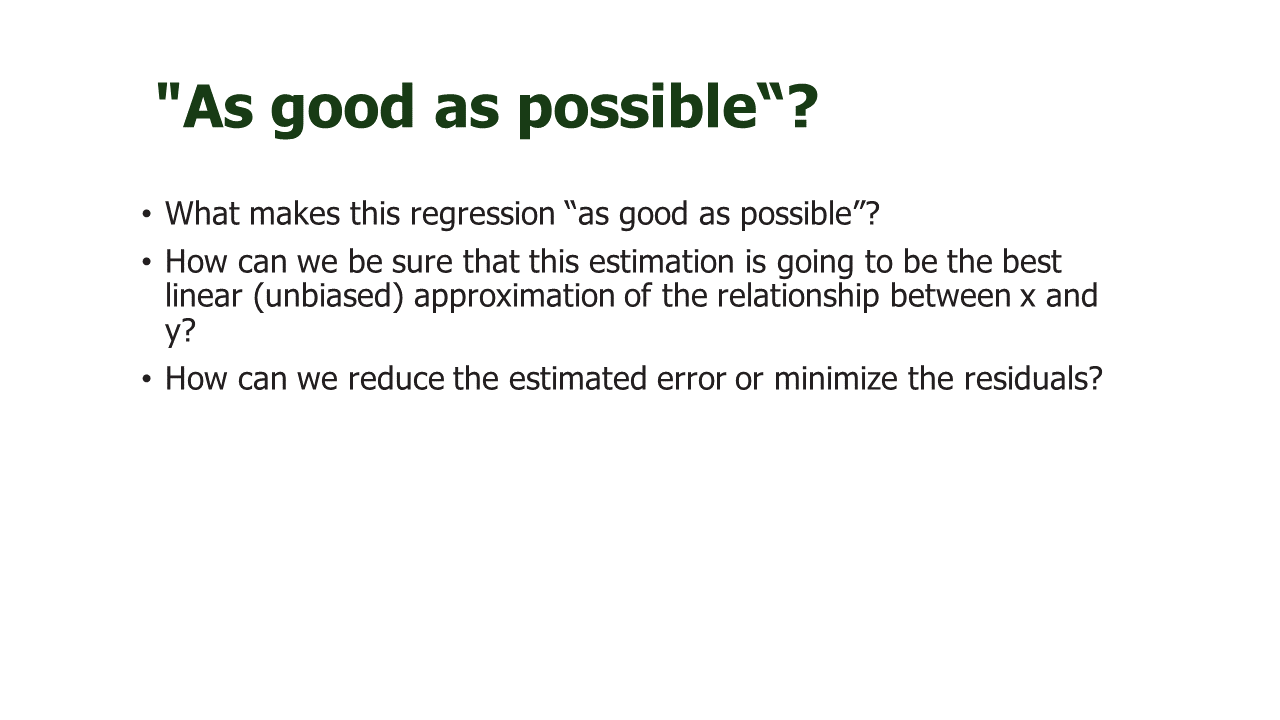 "As good as possible‟?
• What makes this regression “as good as possible”?
• How can we be sure that this estimation is going to be the best
linear (unbiased) approximation of the relationship between x and
y?
• How can we reduce the estimated error or minimize the residuals?